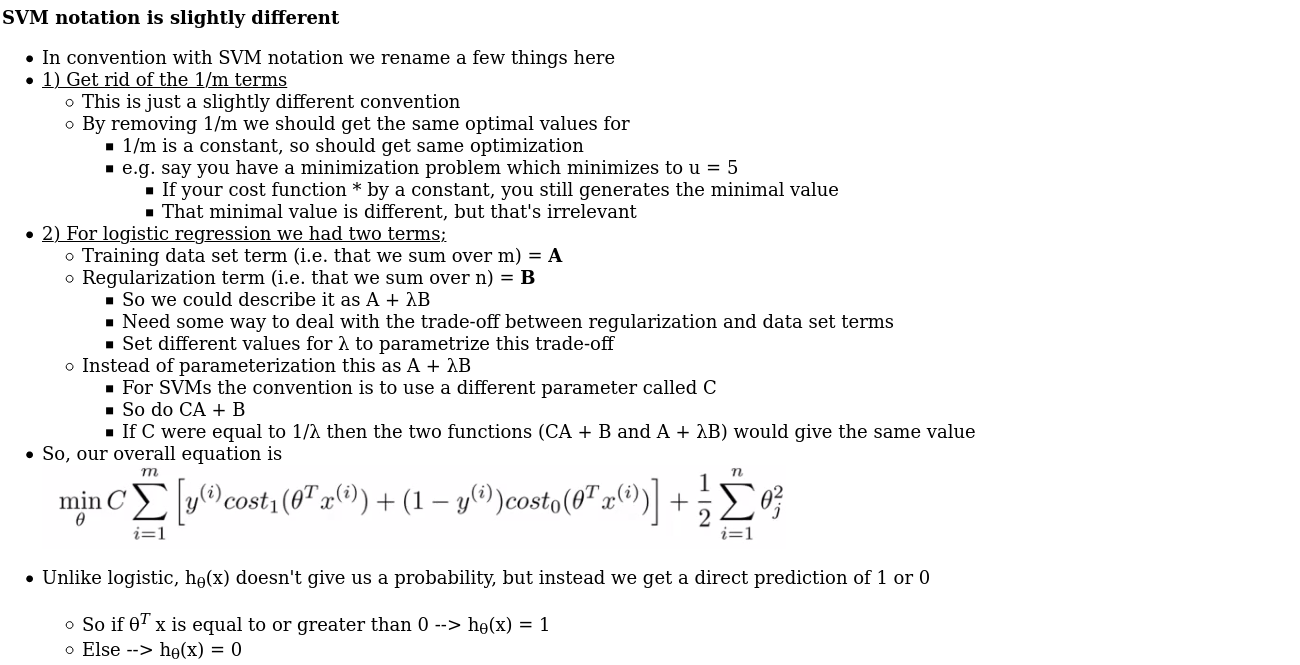 SVM notation is slightly different
• In convention with SVM notation we rename a few things here
• 1) Get rid of the 1/m terms
○ This is just a slightly different convention
○ By removing 1/m we should get the same optimal values for
▪ 1/m is a constant, so should get same optimization
▪ e.g. say you have a minimization problem which minimizes to u = 5
▪ If your cost function * by a constant, you still generates the minimal value
▪ That minimal value is different, but that's irrelevant
• 2) For logistic regression we had two terms;
○ Training data set term (i.e. that we sum over m) = A
○ Regularization term (i.e. that we sum over n) = B
▪ So we could describe it as A + λB
▪ Need some way to deal with the trade-off between regularization and data set terms
▪ Set different values for λ to parametrize this trade-off
○ Instead of parameterization this as A + λB
▪ For SVMs the convention is to use a different parameter called C
▪ So do CA + B
▪ If C were equal to 1/λ then the two functions (CA + B and A + λB) would give the same value
• So, our overall equation is
$\min_{\theta} C \sum_{i=1}^{m} \left[ y^{(i)} cost_1(\theta^T x^{(i)}) + (1 - y^{(i)}) cost_0(\theta^T x^{(i)}) \right] + \frac{1}{2} \sum_{i=1}^{n} \theta_j^2$
• Unlike logistic, h_θ(x) doesn't give us a probability, but instead we get a direct prediction of 1 or 0
○ So if θ^T x is equal to or greater than 0 --> h_θ(x) = 1
○ Else --> h_θ(x) = 0